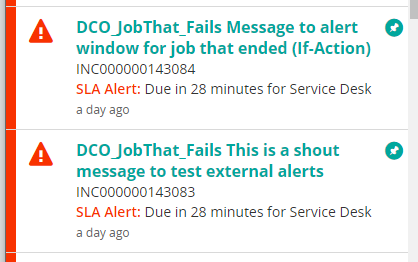 DCO_JobThat_Fails Message to alert
window for job that ended (If-Action)
INC000000143084
SLA Alert: Due in 28 minutes for Service Desk
a day ago
DCO_JobThat_Fails This is a shout
message to test external alerts
INC000000143083
SLA Alert: Due in 28 minutes for Service Desk
a day ago